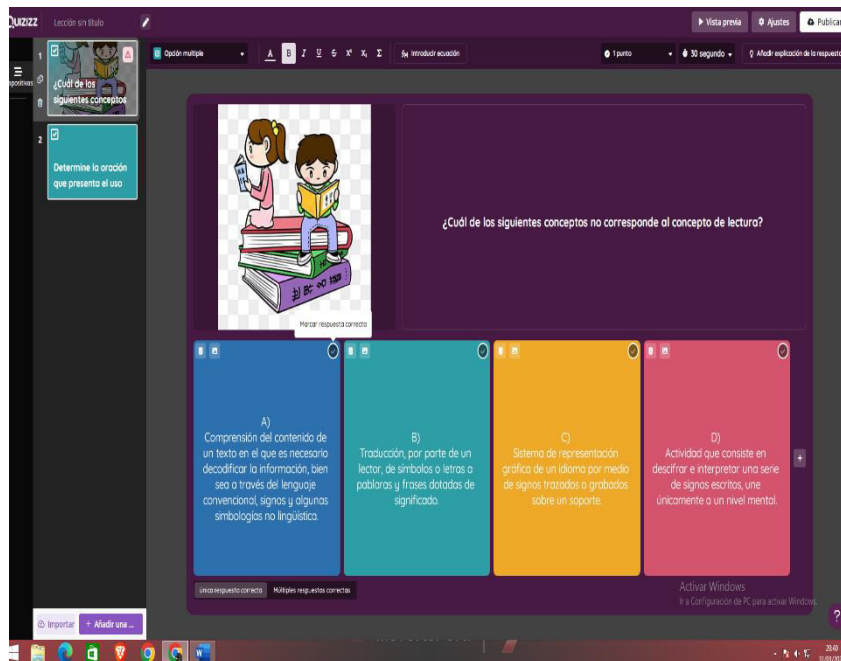 QUIZIZZ
Lección sin título
Vista previa
Ajustes
Publicar
1
¿Cuál de los
siguientes conceptos
2
Determine la oración
que presenta el uso
Importar
+ Añadir una ...
Opción múltiple
A B I U S X² X₂ Σ
Introducir ecuación
1 punto
30 segundo
Añadir explicación de la respuesta
¿Cuál de los siguientes conceptos no corresponde al concepto de lectura?
Marcar respuesta correcta
A)
Comprensión del contenido de
un texto en el que es necesario
decodificar la información, bien
sea a través del lenguaje
convencional, signos y algunas
simbologías no lingüística.
B)
Traducción, por parte de un
lector, de símbolos o letras a
pablaras y frases dotadas de
significado.
C)
Sistema de representación
gráfica de un idioma por medio
de signos trazados o grabados
sobre un soporte.
D)
Actividad que consiste en
descifrar e interpretar una serie
de signos escritos, une
únicamente a un nivel mental.
+
única respuesta correcta
Múltiples respuestas correctas
Activar Windows
Ir a Configuración de PC para activar Windows.
?